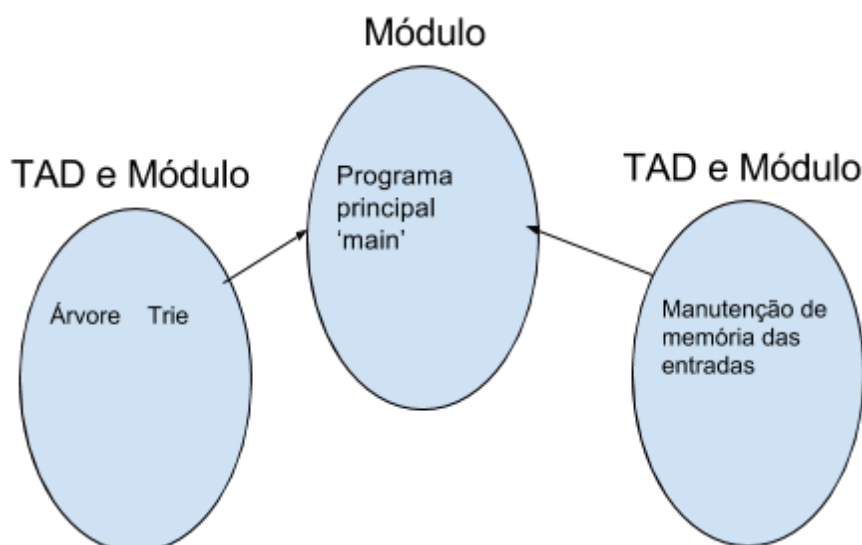 Módulo
TAD e Módulo
TAD e Módulo
Programa
principal
‘main’
Árvore Trie
Manutenção de
memória das
entradas